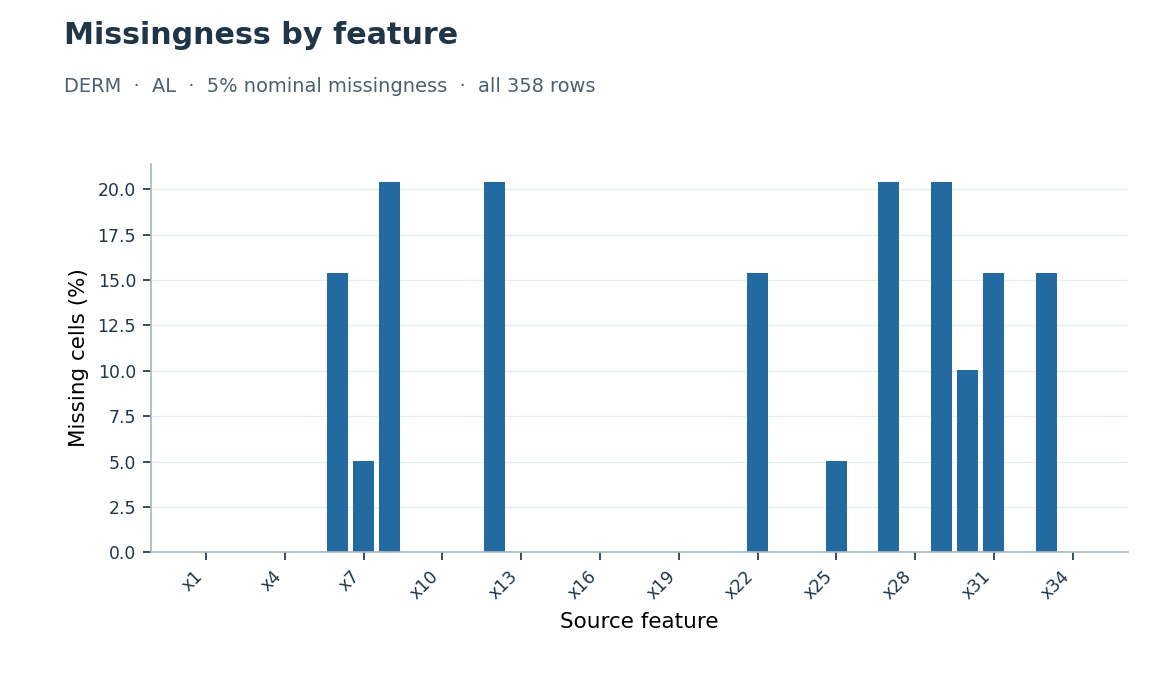 Missingness by feature
DERM · AL · 5% nominal missingness · all 358 rows
Missing cells (%)
20.0
17.5
15.0
12.5
10.0
7.5
5.0
2.5
0.0
x1 x4 x7 x10 x13 x16 x19 x22 x25 x28 x31 x34
Source feature